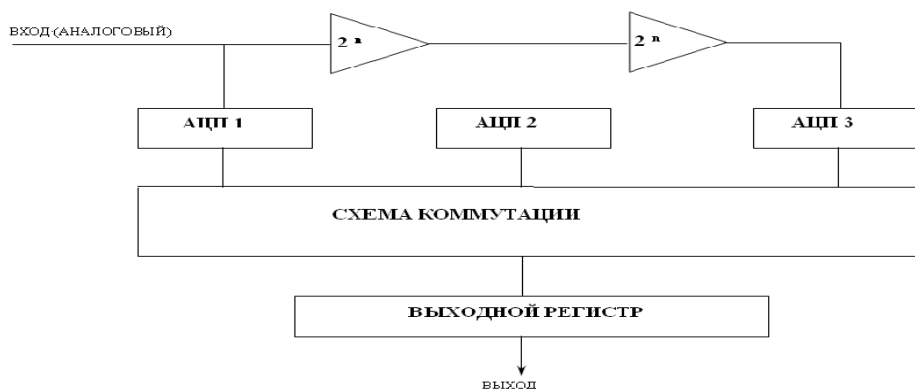 ВХОД-(АНАЛОГОВЫЙ)
2 n
2 n
АЦП 1
АЦП 2
АЦП 3
СХЕМА КОММУТАЦИИ
ВЫХОДНОЙ РЕГИСТР
ВЫХОД